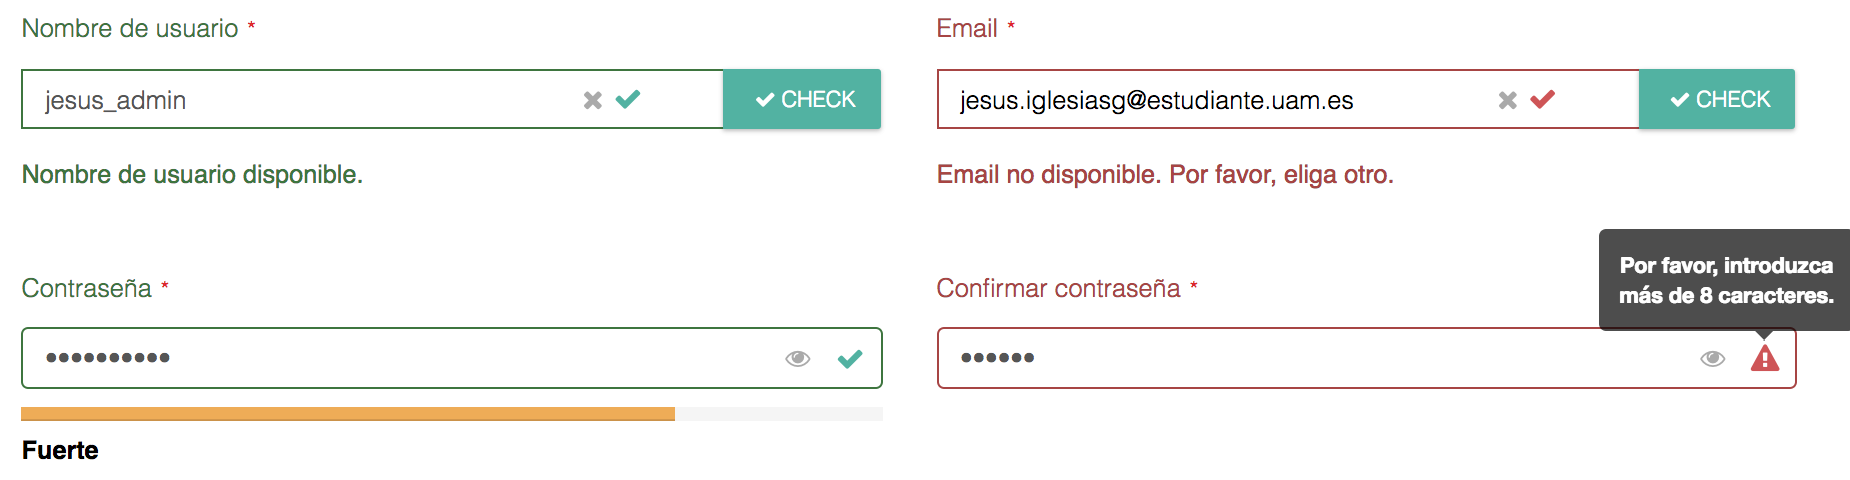 Nombre de usuario *
Email *
jesus_admin
CHECK
jesus.iglesiasg@estudiante.uam.es
CHECK
Nombre de usuario disponible.
Email no disponible. Por favor, eliga otro.
Por favor, introduzca
más de 8 caracteres.
Contraseña *
Confirmar contraseña *
••••••••••
••••••
Fuerte